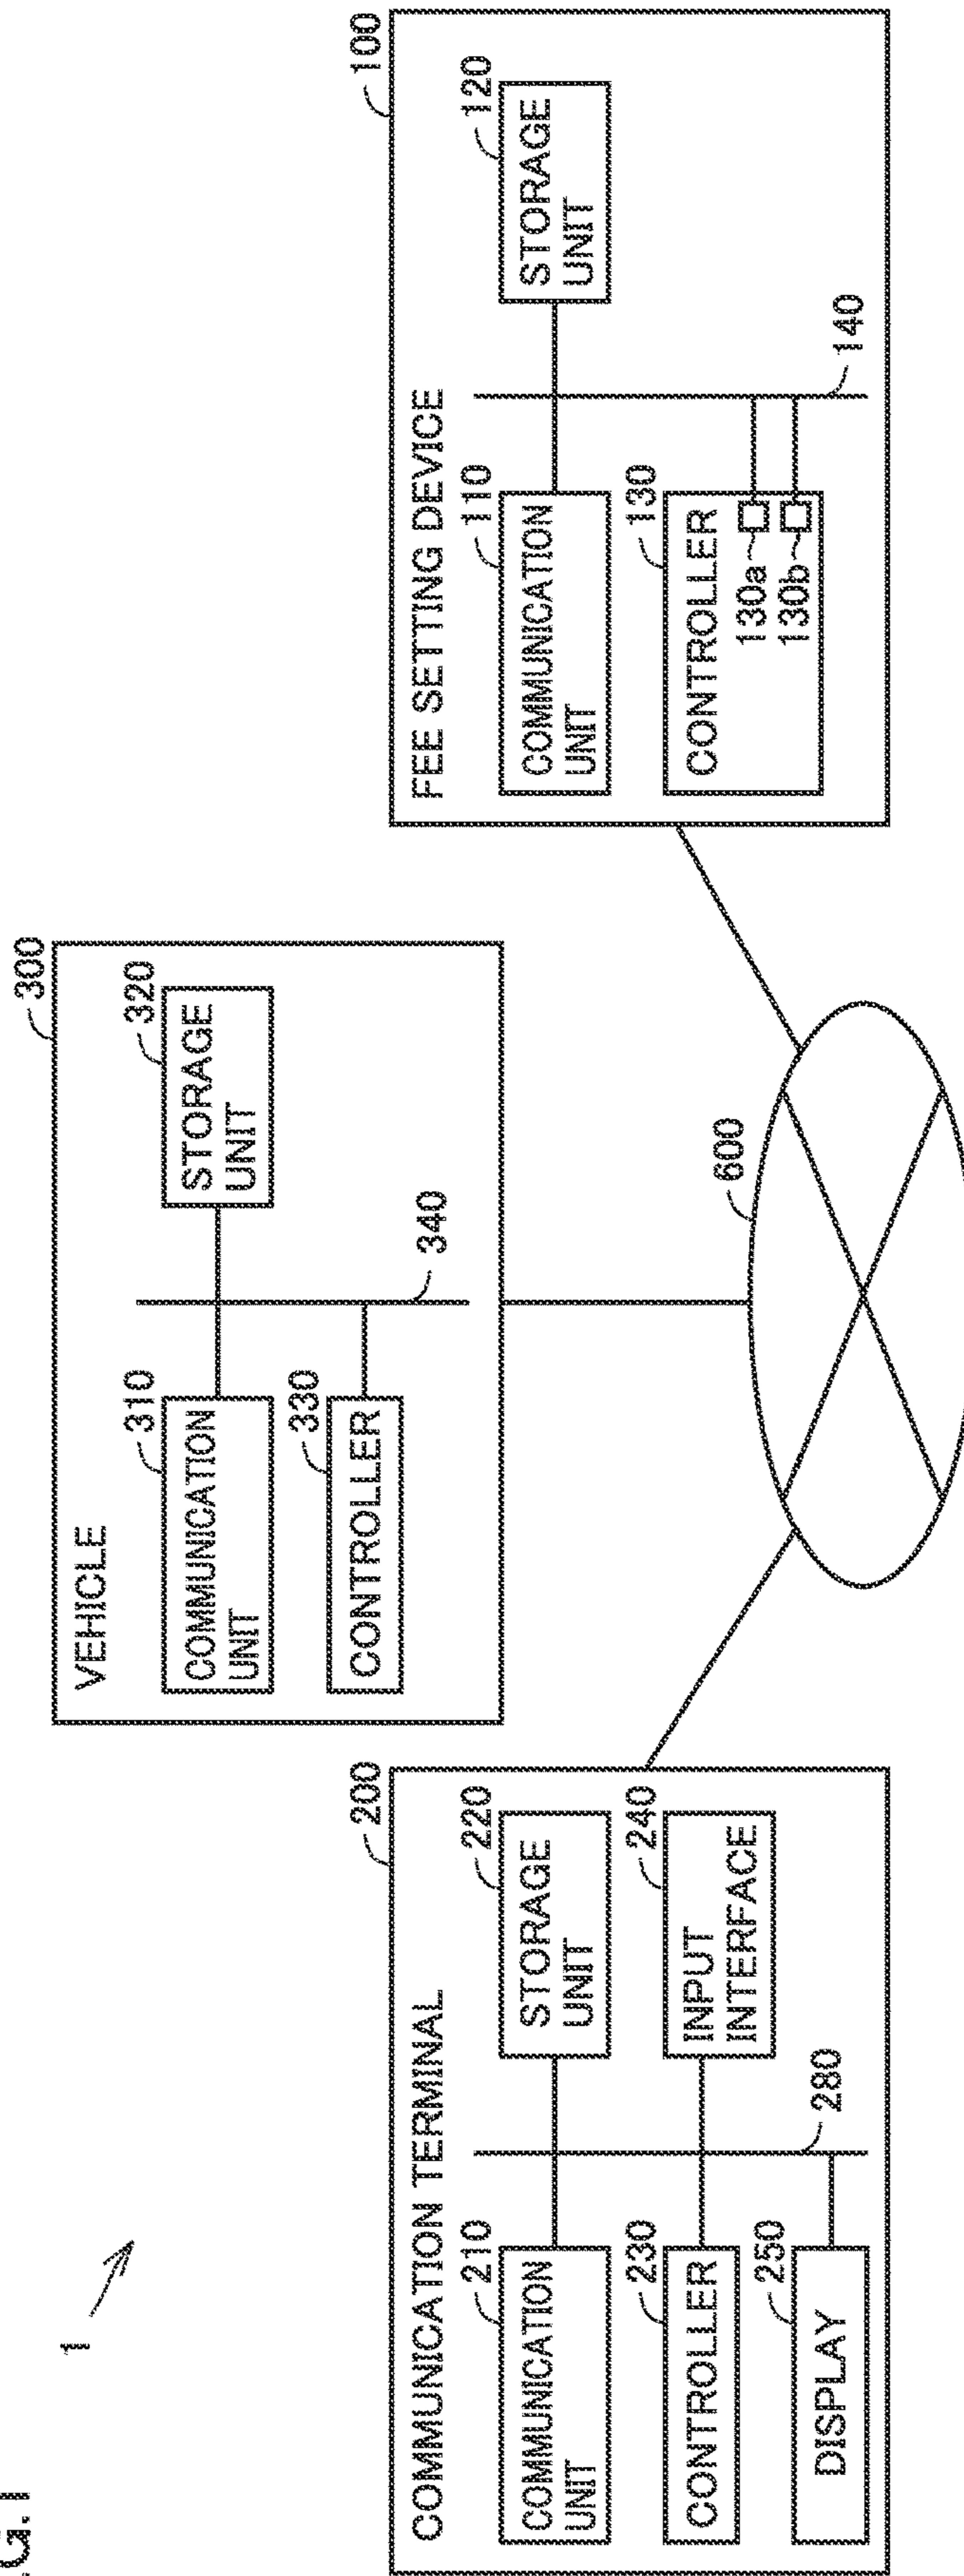 1
COMMUNICATION TERMINAL
200
210
COMMUNICATION
UNIT
220
STORAGE
UNIT
230
CONTROLLER
240
INPUT
INTERFACE
250
DISPLAY
280
VEHICLE
300
310
COMMUNICATION
UNIT
320
STORAGE
UNIT
330
CONTROLLER
340
600
FEE SETTING DEVICE
100
110
COMMUNICATION
UNIT
120
STORAGE
UNIT
130
CONTROLLER
130a
130b
140